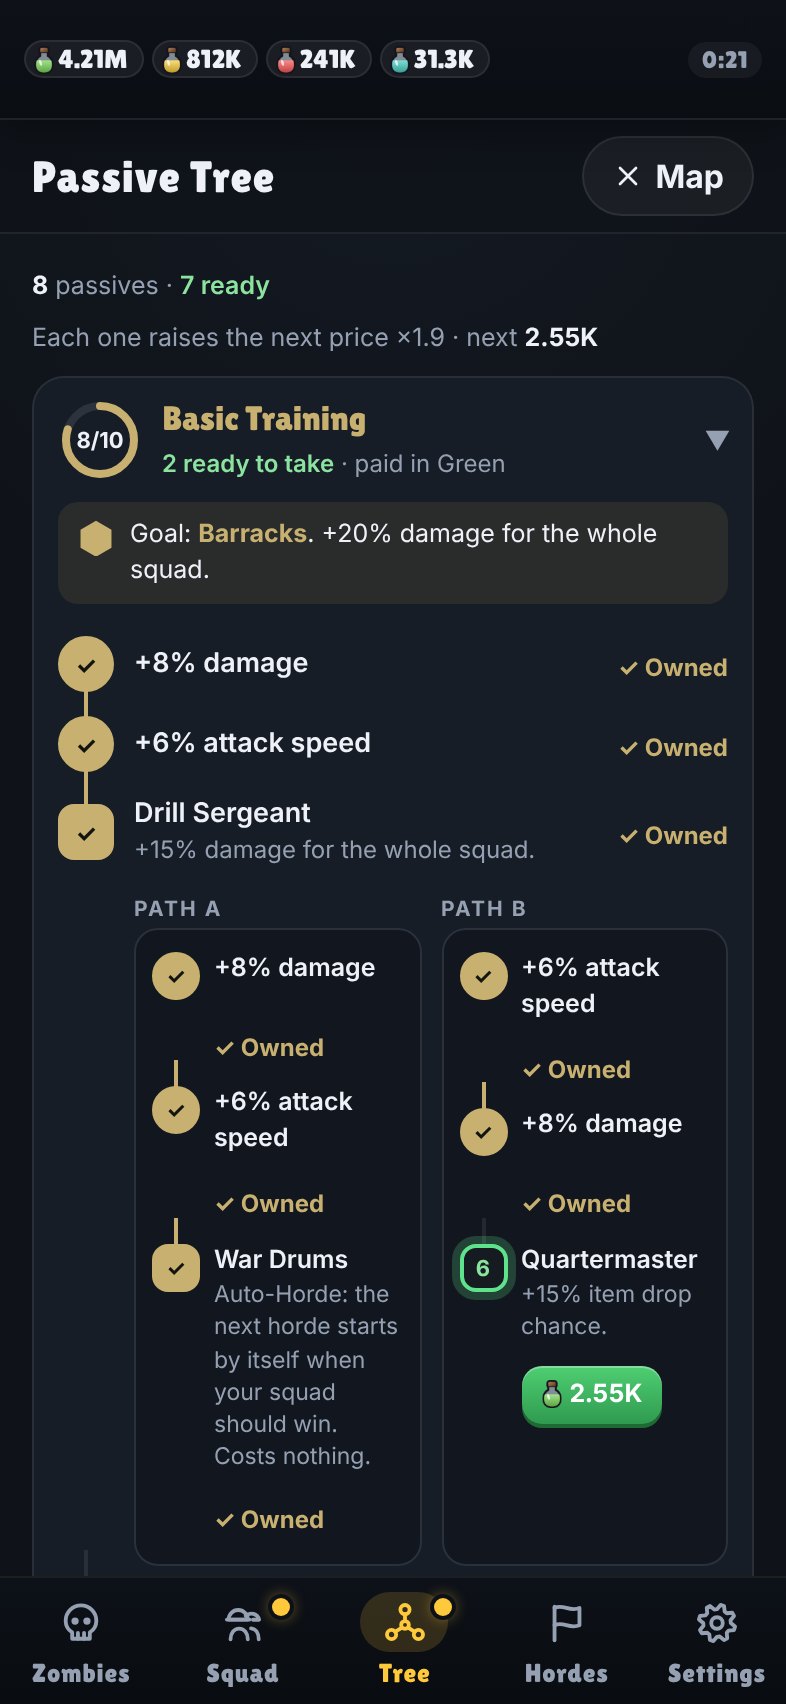 4.21M 812K 241K 31.3K 0:21
Passive Tree
Map
8 passives · 7 ready
Each one raises the next price ×1.9 · next 2.55K
8/10
Basic Training
2 ready to take · paid in Green
Goal: Barracks. +20% damage for the whole
squad.
+8% damage
✓ Owned
+6% attack speed
✓ Owned
Drill Sergeant
+15% damage for the whole squad.
✓ Owned
PATH A
+8% damage
✓ Owned
+6% attack
speed
✓ Owned
War Drums
Auto-Horde: the
next horde starts
by itself when
your squad
should win.
Costs nothing.
✓ Owned
PATH B
+6% attack
speed
✓ Owned
+8% damage
✓ Owned
6
Quartermaster
+15% item drop
chance.
2.55K
Zombies Squad Tree Hordes Settings